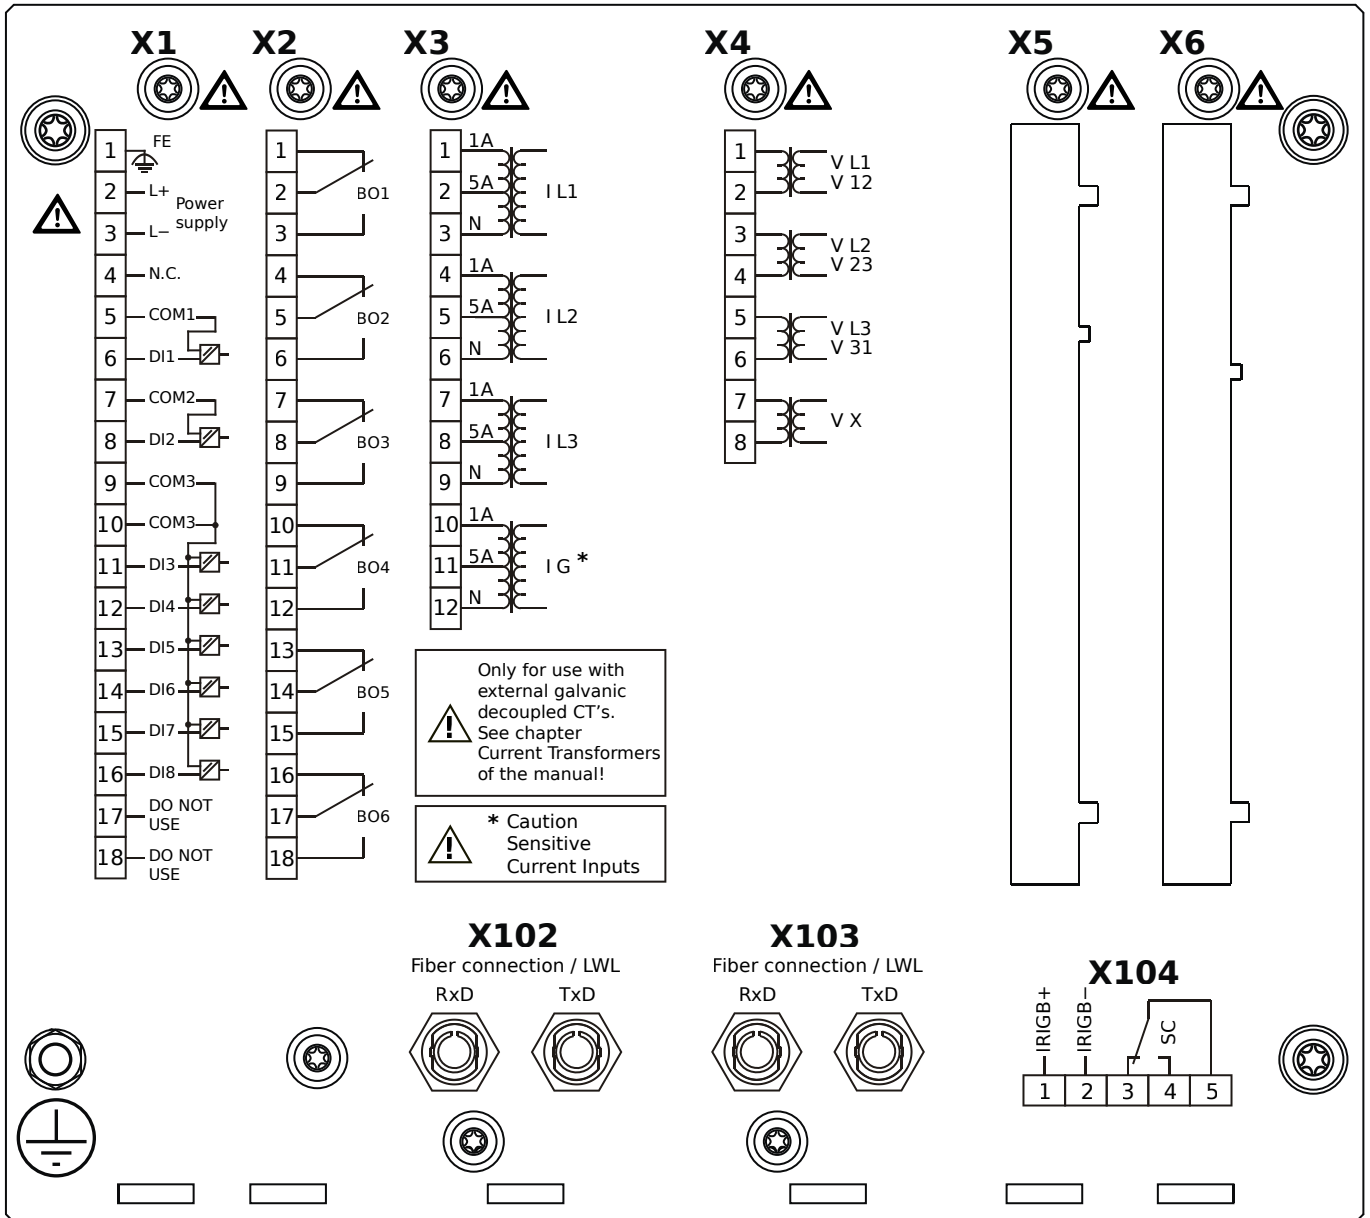 X1
X2
X3
X4
X5
X6
1
FE
2
L+
Power
supply
3
L−
4
N.C.
5
COM1
6
DI1
7
COM2
8
DI2
9
COM3
10
COM3
11
DI3
12
DI4
13
DI5
14
DI6
15
DI7
16
DI8
17
DO NOT
USE
18
DO NOT
USE
1
2
BO1
3
4
5
BO2
6
7
8
BO3
9
10
11
BO4
12
13
14
BO5
15
16
17
BO6
18
1
1A
2
5A
I L1
3
N
4
1A
5
5A
I L2
6
N
7
1A
8
5A
I L3
9
N
10
1A
11
5A
I G *
12
N
1
V L1
2
V 12
3
V L2
4
V 23
5
V L3
6
V 31
7
V X
8
! Only for use with
external galvanic
decoupled CT's.
See chapter
Current Transformers
of the manual!
! * Caution
Sensitive
Current Inputs
X102
Fiber connection / LWL
RxD TxD
X103
Fiber connection / LWL
RxD TxD
X104
IRIGB+
IRIGB−
SC
1 2 3 4 5